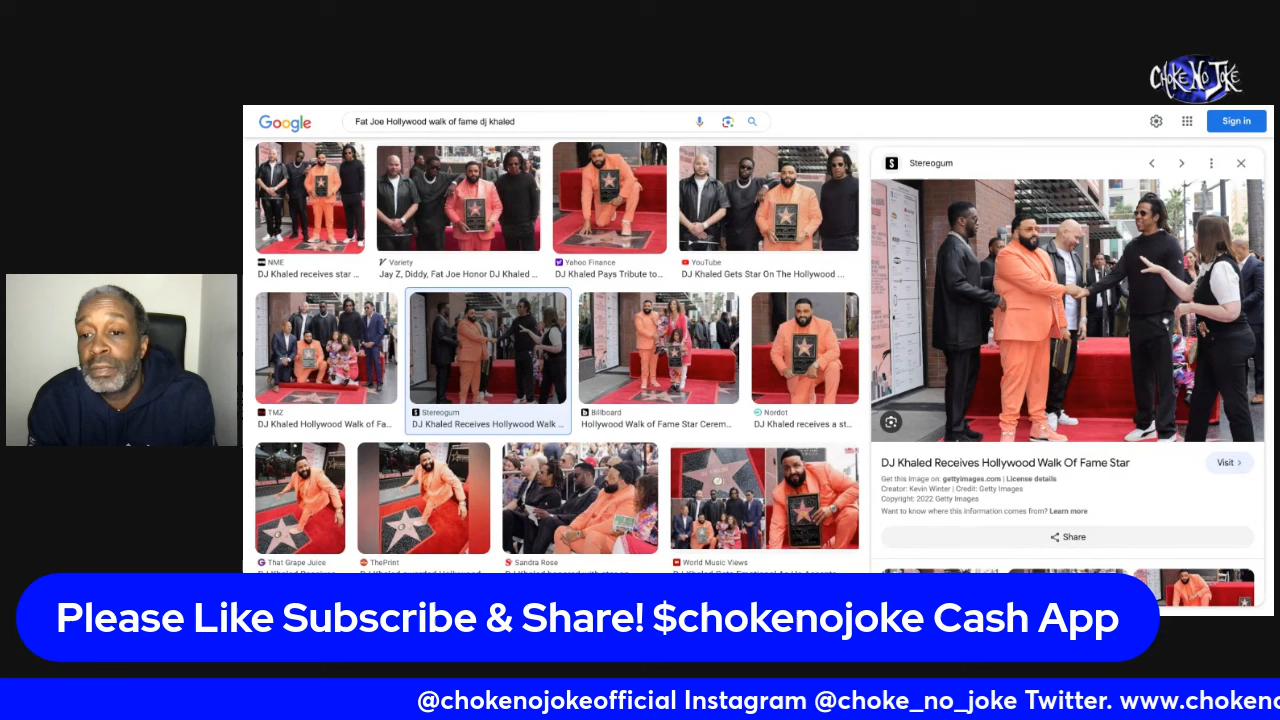 CHOKE NO JOKE
Google
Fat Joe Hollywood walk of fame dj khaled
Sign in
NME
DJ Khaled receives star ...
Variety
Jay Z, Diddy, Fat Joe Honor DJ Khaled ...
Yahoo Finance
DJ Khaled Pays Tribute to...
YouTube
DJ Khaled Gets Star On The Hollywood ...
Stereogum
TMZ
DJ Khaled Hollywood Walk of Fa...
Stereogum
DJ Khaled Receives Hollywood Walk ...
Billboard
Hollywood Walk of Fame Star Cerem...
Nordot
DJ Khaled receives a st...
DJ Khaled Receives Hollywood Walk Of Fame Star
Visit
Get this image on: gettyimages.com | License details
Creator: Kevin Winter | Credit: Getty Images
Copyright: 2022 Getty Images
Want to know where this information comes from? Learn more
Share
That Grape Juice
ThePrint
Sandra Rose
World Music Views
Please Like Subscribe & Share! $chokenojoke Cash App
@chokenojokeofficial Instagram @choke_no_joke Twitter. www.chokeno